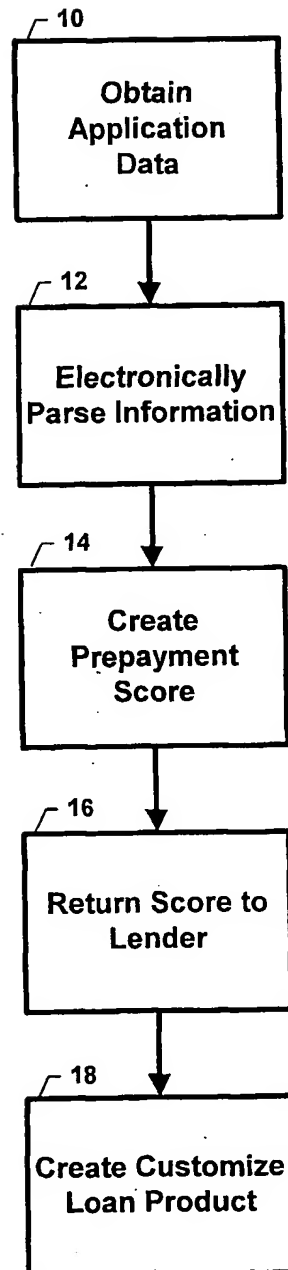 10
Obtain
Application
Data
12
Electronically
Parse Information
14
Create
Prepayment
Score
16
Return Score to
Lender
18
Create Customize
Loan Product